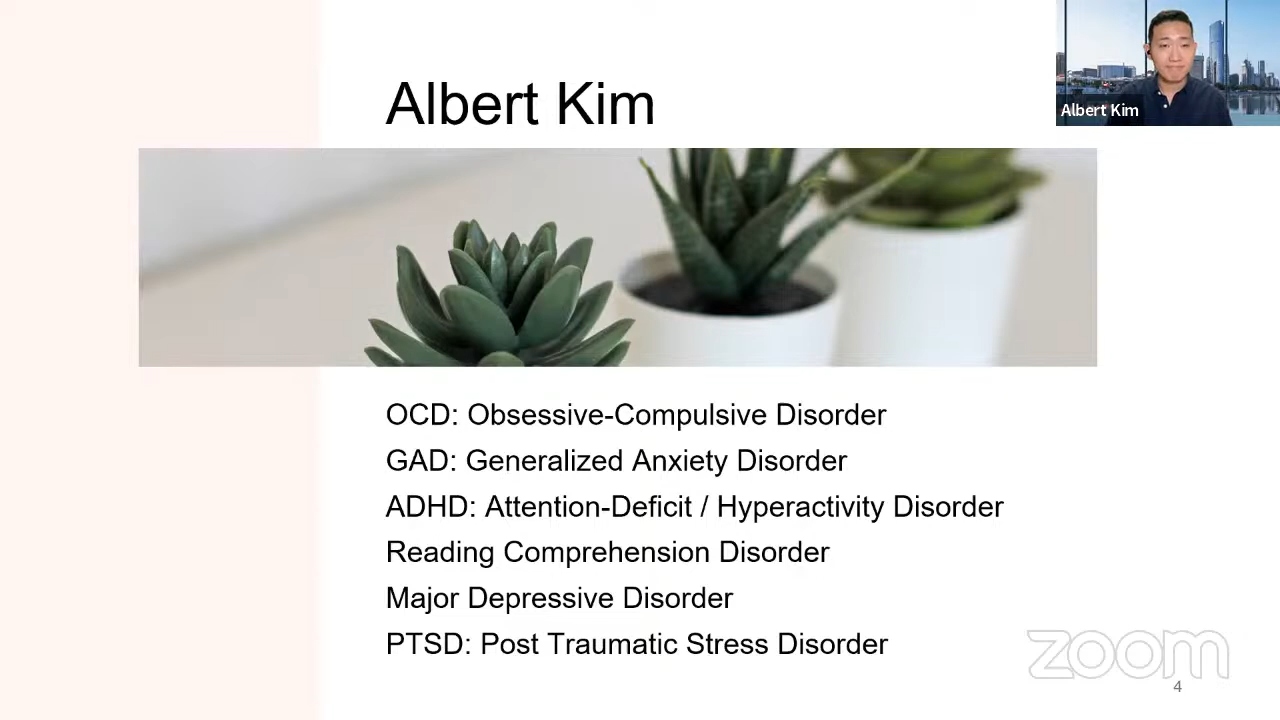 Albert Kim
Albert Kim
OCD: Obsessive-Compulsive Disorder
GAD: Generalized Anxiety Disorder
ADHD: Attention-Deficit / Hyperactivity Disorder
Reading Comprehension Disorder
Major Depressive Disorder
PTSD: Post Traumatic Stress Disorder
zoom
4